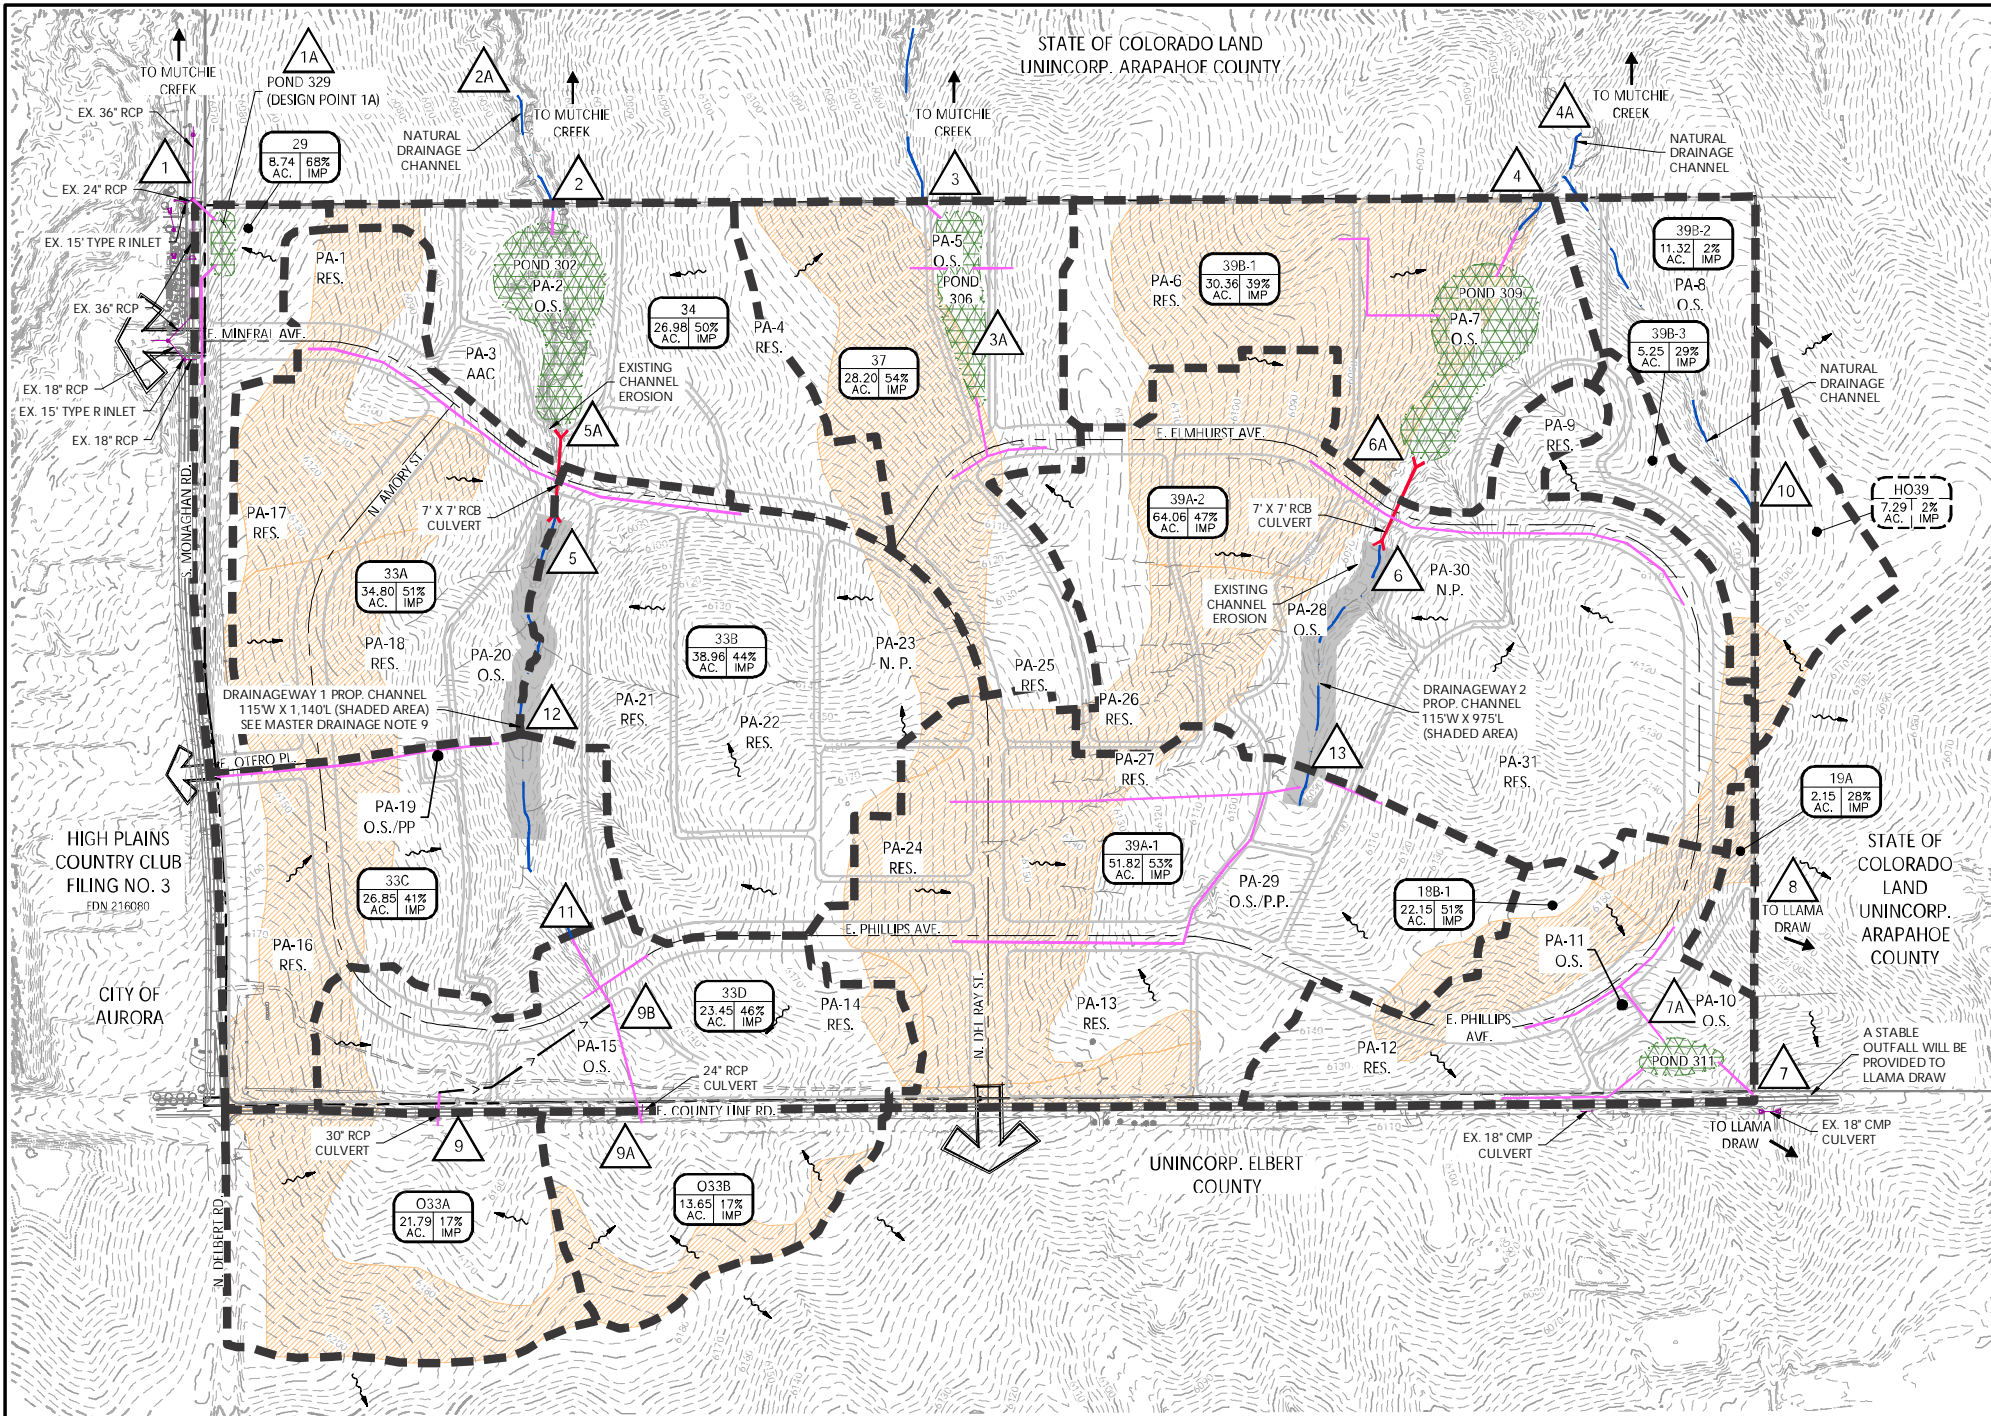 STATE OF COLORADO LAND
UNINCORP. ARAPAHOE COUNTY
TO MUTCHIE
CREEK
1A
POND 329
(DESIGN POINT 1A)
2A
TO MUTCHIE
CREEK
TO MUTCHIE
CREEK
4A
TO MUTCHIE
CREEK
EX. 36" RCP
NATURAL
DRAINAGE
CHANNEL
NATURAL
DRAINAGE
CHANNEL
29
8.74 68%
AC. IMP
1
2
3
4
EX. 24" RCP
EX. 15' TYPE R INLET
EX. 36" RCP
EX. 18" RCP
EX. 15' TYPE R INLET
EX. 18" RCP
E. MINERAL AVE.
PA-1
RES.
POND 302
PA-2
O.S.
34
26.98 50%
AC. IMP
PA-4
RES.
PA-5
O.S.
POND
306
3A
PA-6
RES.
39B-1
30.36 39%
AC. IMP
POND 309
PA-7
O.S.
39B-2
11.32 2%
AC. IMP
PA-8
O.S.
39B-3
5.25 29%
AC. IMP
PA-3
AAC
EXISTING
CHANNEL
EROSION
37
28.20 54%
AC. IMP
NATURAL
DRAINAGE
CHANNEL
5A
E. ELMHURST AVE.
6A
PA-9
RES.
10
HO39
7.29 2%
AC. IMP
S. MONAGHAN RD.
N. AMORY ST.
PA-17
RES.
7' X 7' RCB
CULVERT
39A-2
64.06 47%
AC. IMP
7' X 7' RCB
CULVERT
5
6
33A
34.80 51%
AC. IMP
EXISTING
CHANNEL
EROSION
PA-28
O.S.
PA-30
N.P.
PA-18
RES.
PA-20
O.S.
33B
38.96 44%
AC. IMP
PA-23
N. P.
PA-25
RES.
DRAINAGEWAY 1 PROP. CHANNEL
115'W X 1,140'L (SHADED AREA)
SEE MASTER DRAINAGE NOTE 9
12
PA-21
RES.
PA-22
RES.
PA-26
RES.
DRAINAGEWAY 2
PROP. CHANNEL
115'W X 975'L
(SHADED AREA)
13
E. OTERO PL.
PA-27
RES.
PA-31
RES.
PA-19
O.S./PP
19A
2.15 28%
AC. IMP
HIGH PLAINS
COUNTRY CLUB
FILING NO. 3
EDN 216080
PA-24
RES.
39A-1
51.82 53%
AC. IMP
STATE OF
COLORADO
LAND
UNINCORP.
ARAPAHOE
COUNTY
33C
26.85 41%
AC. IMP
11
PA-29
O.S./P.P.
18B-1
22.15 51%
AC. IMP
8
TO LLAMA
DRAW
E. PHILLIPS AVE.
PA-16
RES.
PA-11
O.S.
CITY OF
AURORA
33D
23.45 46%
AC. IMP
9B
PA-14
RES.
N. DEL RAY ST.
PA-13
RES.
7A
PA-10
O.S.
E. PHILLIPS
AVE.
PA-15
O.S.
PA-12
RES.
POND 311
7
A STABLE
OUTFALL WILL BE
PROVIDED TO
LLAMA DRAW
24" RCP
CULVERT
E. COUNTY LINE RD.
30" RCP
CULVERT
9
9A
EX. 18" CMP
CULVERT
TO LLAMA
DRAW
EX. 18" CMP
CULVERT
UNINCORP. ELBERT
COUNTY
O33A
21.79 17%
AC. IMP
O33B
13.65 17%
AC. IMP
N. DELBERT RD.